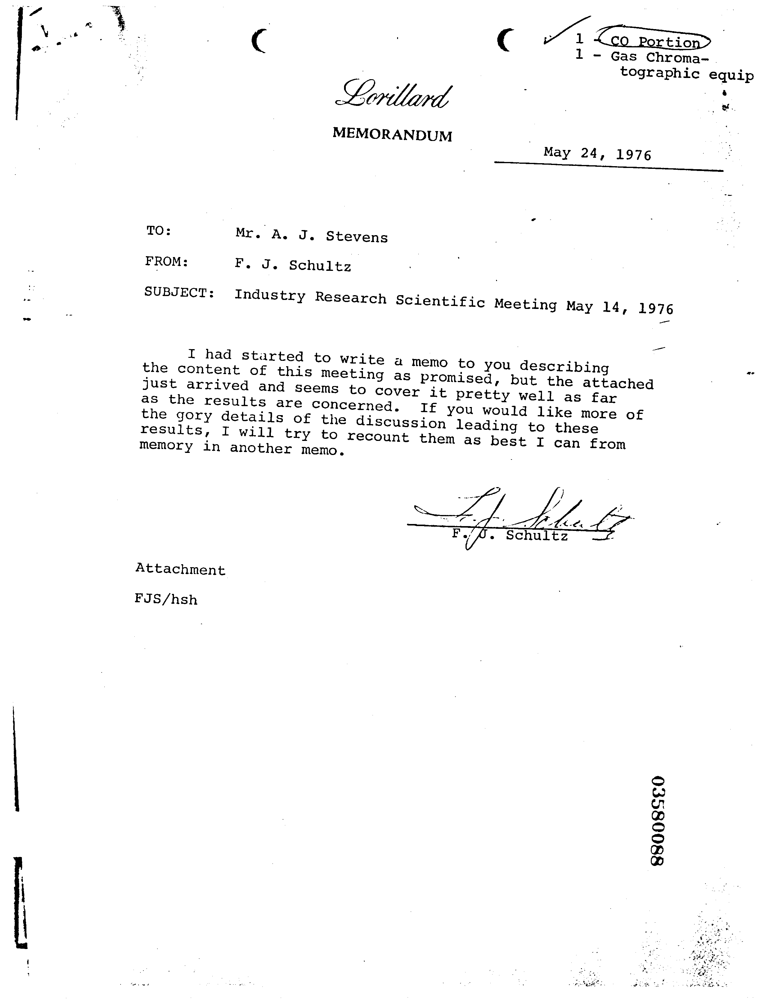 1 - CO Portion
1 - Gas Chroma-
tographic equip
Lorillard
MEMORANDUM
May 24, 1976
TO: Mr. A. J. Stevens
FROM: F. J. Schultz
SUBJECT: Industry Research Scientific Meeting May 14, 1976
I had started to write a memo to you describing
the content of this meeting as promised, but the attached
just arrived and seems to cover it pretty well as far
as the results are concerned. If you would like more of
the gory details of the discussion leading to these
results, I will try to recount them as best I can from
memory in another memo.
F. J. Schultz
F. J. Schultz
Attachment
FJS/hsh
03580088